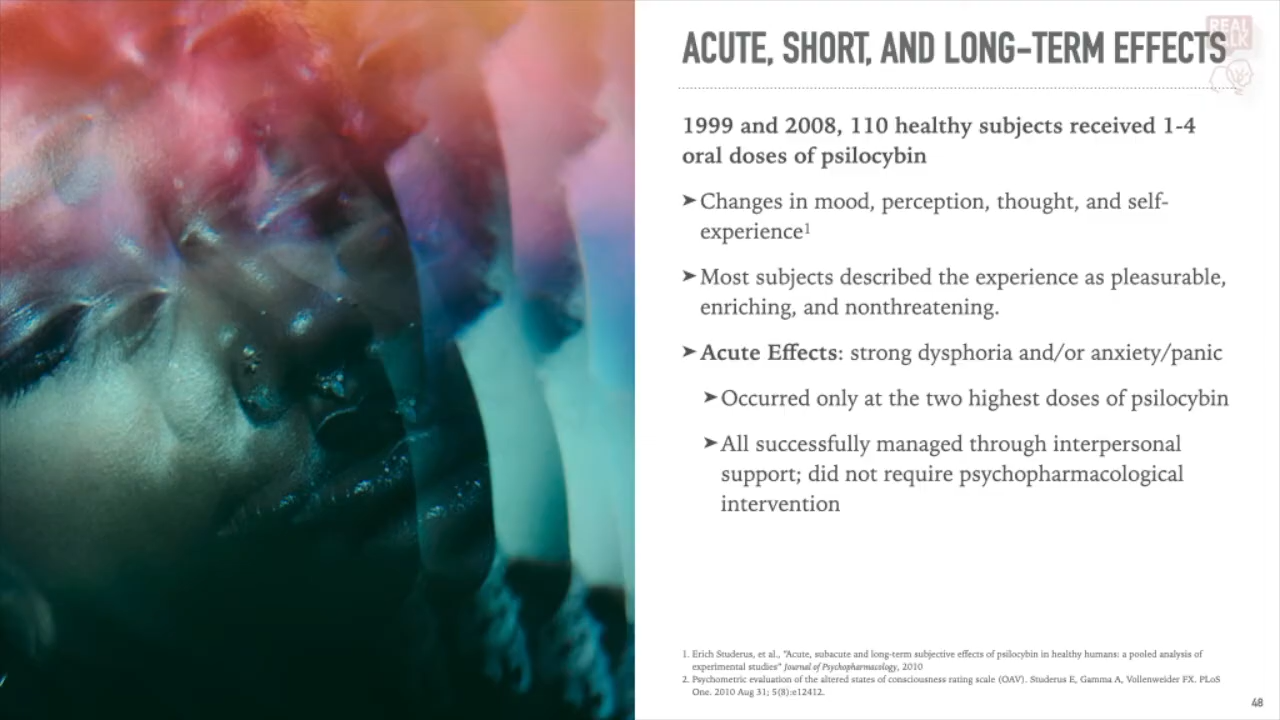 REAL
TALK
ACUTE, SHORT, AND LONG-TERM EFFECTS
1999 and 2008, 110 healthy subjects received 1-4
oral doses of psilocybin
➤ Changes in mood, perception, thought, and self-
experience1
➤ Most subjects described the experience as pleasurable,
enriching, and nonthreatening.
➤ Acute Effects: strong dysphoria and/or anxiety/panic
➤ Occurred only at the two highest doses of psilocybin
➤ All successfully managed through interpersonal
support; did not require psychopharmacological
intervention
1. Erich Studerus, et al., "Acute, subacute and long-term subjective effects of psilocybin in healthy humans: a pooled analysis of
experimental studies" Journal of Psychopharmacology, 2010
2. Psychometric evaluation of the altered states of consciousness rating scale (OAV). Studerus E, Gamma A, Vollenweider FX. PLoS
One. 2010 Aug 31; 5(8):e12412.
48